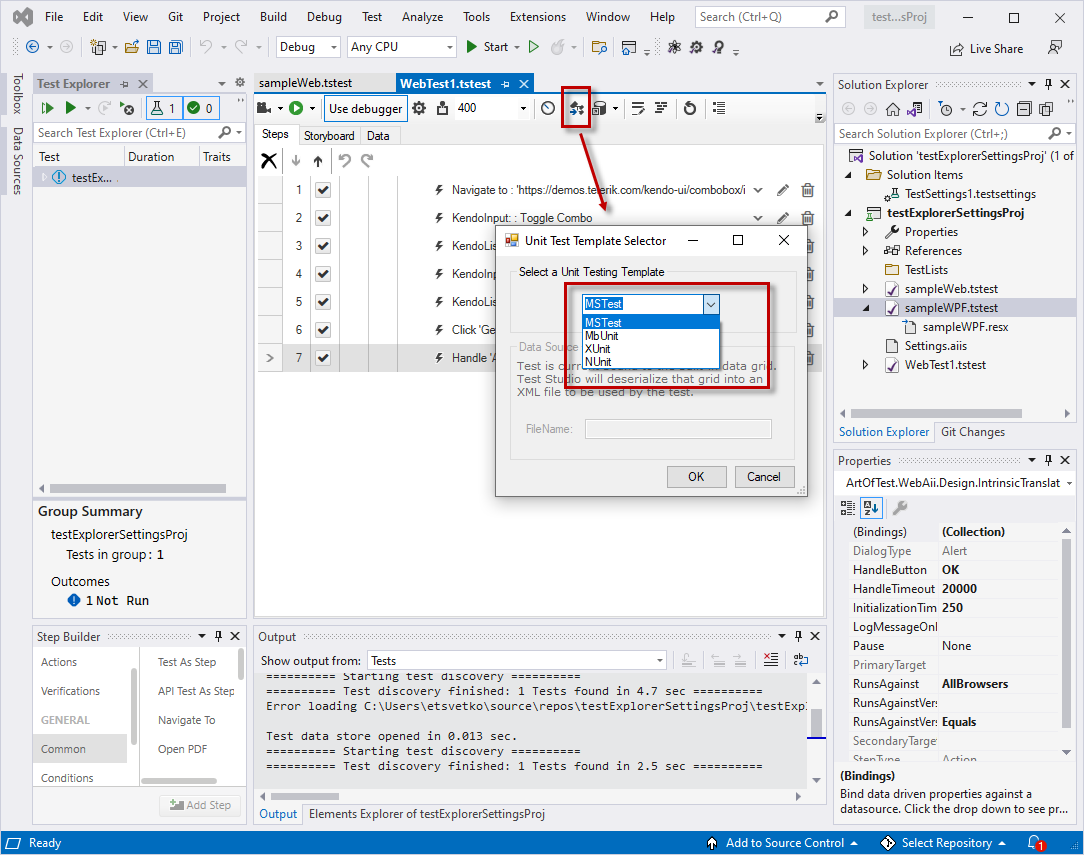 File Edit View Git Project Build Debug Test Analyze Tools Extensions Window Help Search (Ctrl+Q) test...sProj
Debug Any CPU Start Live Share
Toolbox
Data Sources
Test Explorer
1 0
Search Test Explorer (Ctrl+E)
Test Duration Traits
testEx...
Group Summary
testExplorerSettingsProj
Tests in group: 1
Outcomes
1 Not Run
sampleWeb.tstest WebTest1.tstest
Use debugger 400
Steps Storyboard Data
1 Navigate to : 'https://demos.telerik.com/kendo-ui/combobox/i
2 KendoInput: : Toggle Combo
3 KendoLis
4 KendoInp
5 KendoLis
6 Click 'Ge
7 Handle 'A
Unit Test Template Selector
Select a Unit Testing Template
MSTest
MSTest
MbUnit
XUnit
NUnit
Data Source
Test is curr data grid.
Test Studio will deserialize that grid into an
XML file to be used by the test.
FileName:
OK Cancel
Solution Explorer
Search Solution Explorer (Ctrl+;)
Solution 'testExplorerSettingsProj' (1 of
Solution Items
TestSettings1.testsettings
testExplorerSettingsProj
Properties
References
TestLists
sampleWeb.tstest
sampleWPF.tstest
sampleWPF.resx
Settings.aiis
WebTest1.tstest
Solution Explorer Git Changes
Properties
ArtOfTest.WebAii.Design.IntrinsicTranslat
(Bindings) (Collection)
DialogType Alert
HandleButton OK
HandleTimeout 20000
InitializationTim 250
LogMessageOnl
Pause None
PrimaryTarget
RunsAgainst AllBrowsers
RunsAgainstVers
RunsAgainstVers Equals
SecondaryTarget
StepType Action
(Bindings)
Bind data driven properties against a
datasource. Click the drop down to see pr...
Step Builder
Actions
Verifications
GENERAL
Common
Conditions
Test As Step
API Test As Step
Navigate To
Open PDF
Add Step
Output
Show output from: Tests
========== Starting test discovery ==========
========== Test discovery finished: 1 Tests found in 4.7 sec ==========
Error loading C:\Users\etsvetko\source\repos\testExplorerSettingsProj\testExpl
Test data store opened in 0.013 sec.
========== Starting test discovery ==========
========== Test discovery finished: 1 Tests found in 2.5 sec ==========
Output Elements Explorer of testExplorerSettingsProj
Ready Add to Source Control Select Repository 1